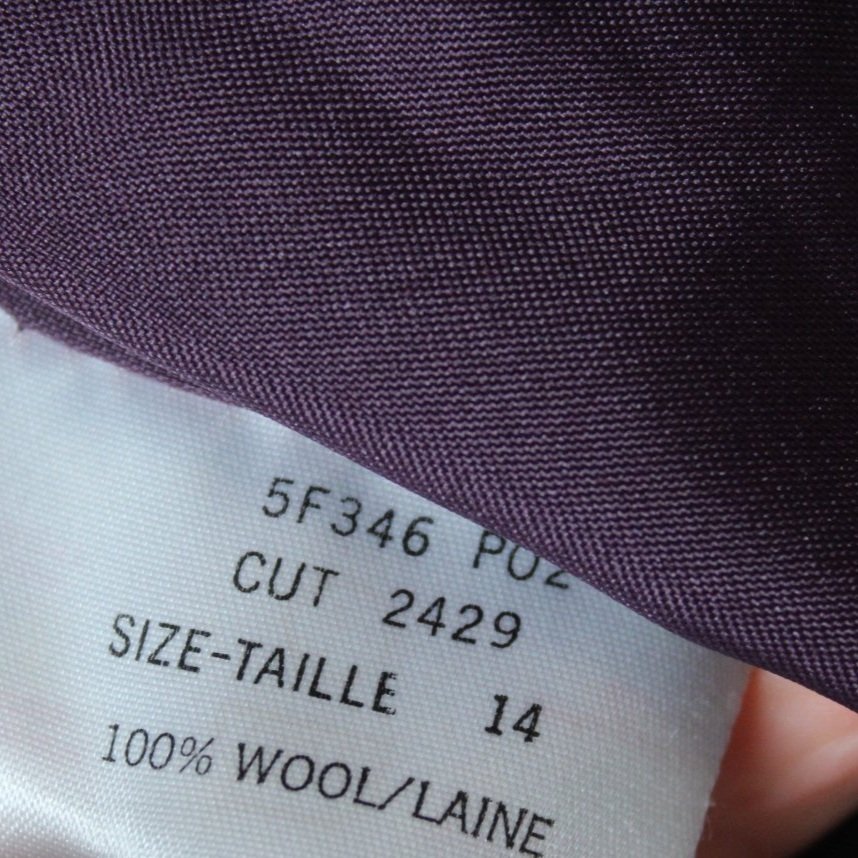 5F346 P02
CUT 2429
SIZE-TAILLE 14
100% WOOL/LAINE